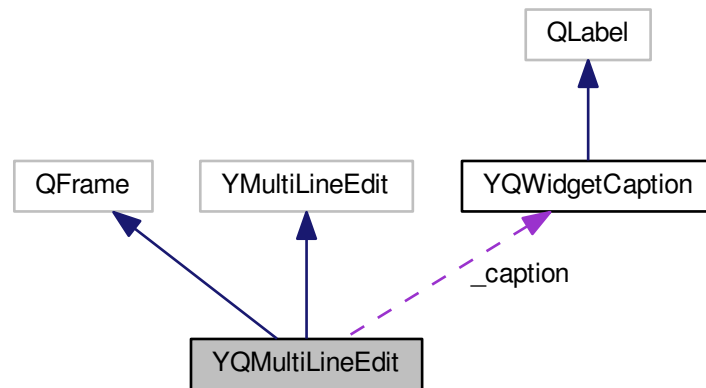 QLabel
QFrame
YMultiLineEdit
YQWidgetCaption
_caption
YQMultiLineEdit